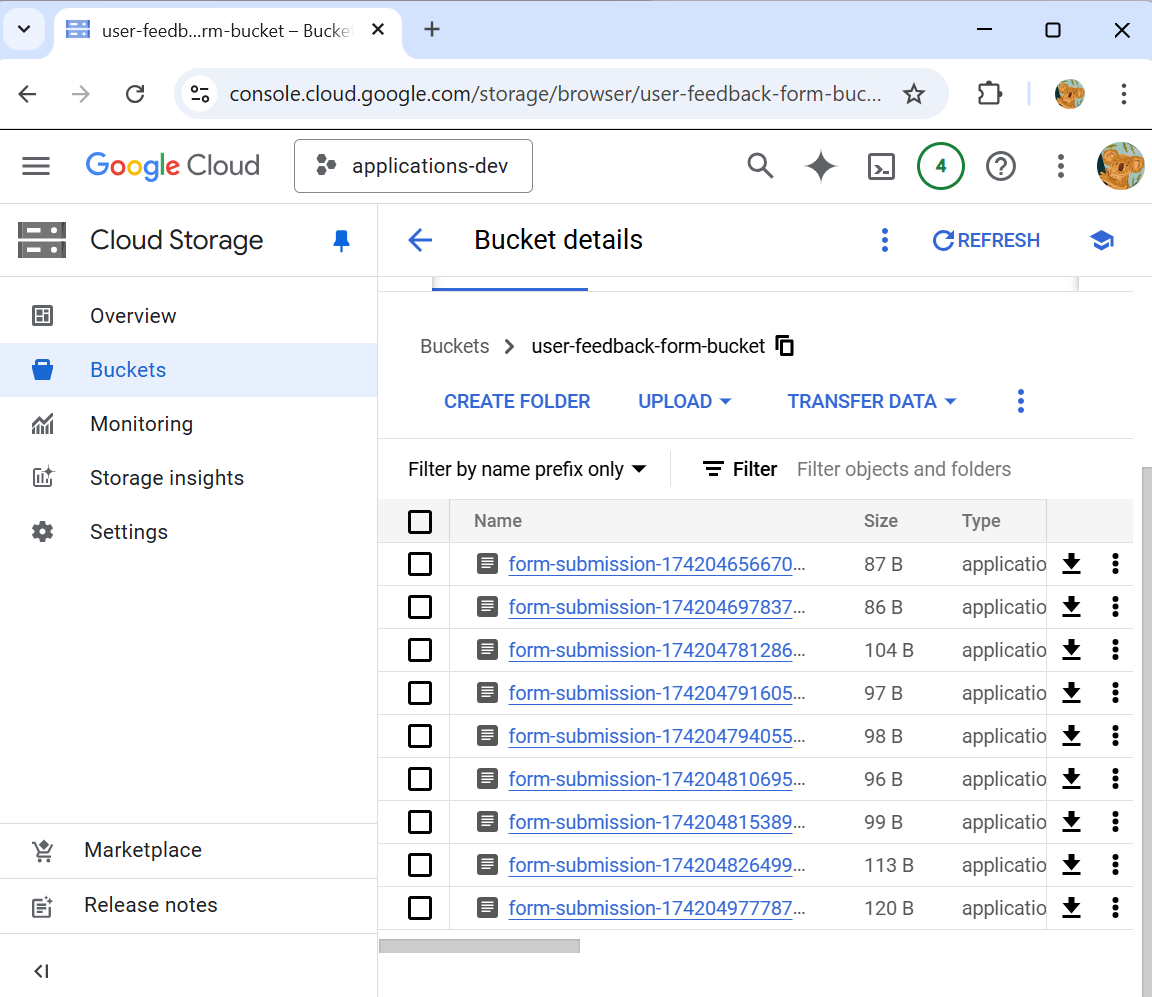 user-feedb...rm-bucket – Bucke
console.cloud.google.com/storage/browser/user-feedback-form-buc...
Google Cloud
applications-dev
4
Cloud Storage
Bucket details
REFRESH
Overview
Buckets
Monitoring
Storage insights
Settings
Marketplace
Release notes
Buckets
user-feedback-form-bucket
CREATE FOLDER
UPLOAD
TRANSFER DATA
Filter by name prefix only
Filter
Filter objects and folders
Name Size Type
form-submission-174204656670... 87 B applicatio
form-submission-174204697837... 86 B applicatio
form-submission-174204781286... 104 B applicatio
form-submission-174204791605... 97 B applicatio
form-submission-174204794055... 98 B applicatio
form-submission-174204810695... 96 B applicatio
form-submission-174204815389... 99 B applicatio
form-submission-174204826499... 113 B applicatio
form-submission-174204977787... 120 B applicatio